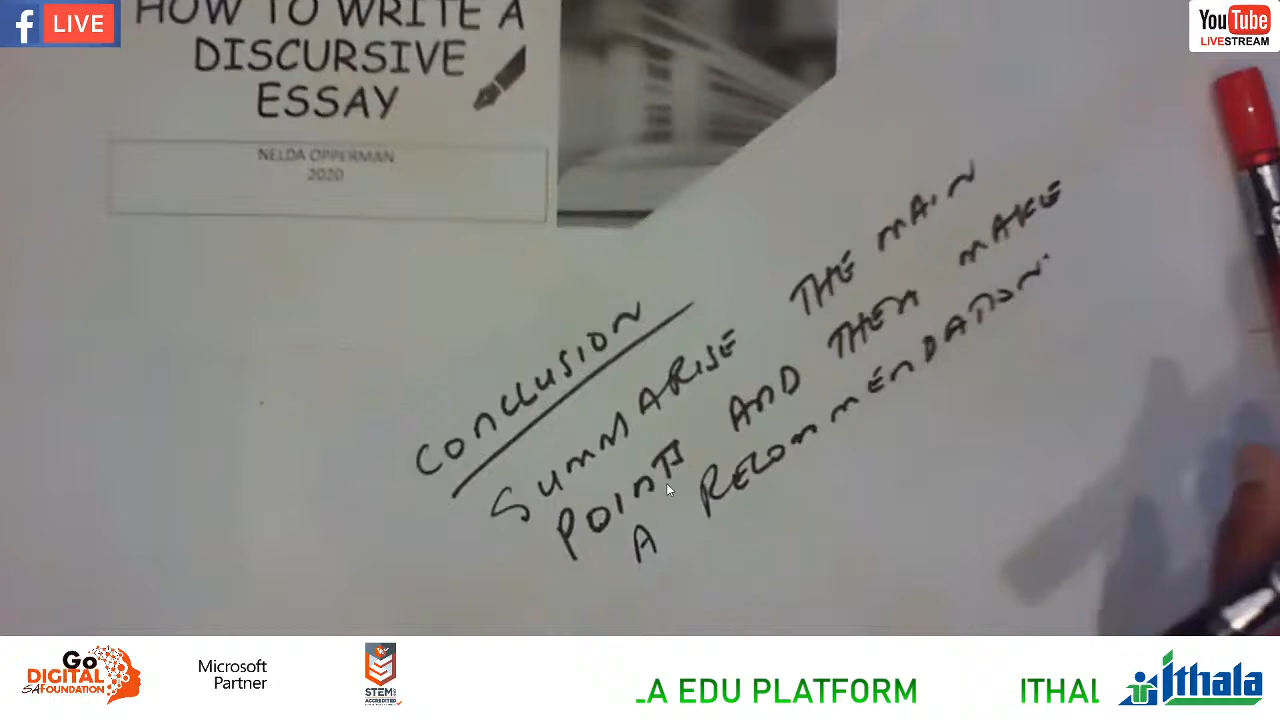 f LIVE
HOW TO WRITE A
DISCURSIVE
ESSAY
NELDA OPPERMAN
2020
YouTube
LIVESTREAM
CONCLUSION
SUMMARISE THE MAIN
POINTS AND THEN MAKE
A RECOMMENDATION.
Go
DIGITAL
SA FOUNDATION
Microsoft
Partner
STEM
ACCREDITED
A EDU PLATFORM
ITHAL
Ithala